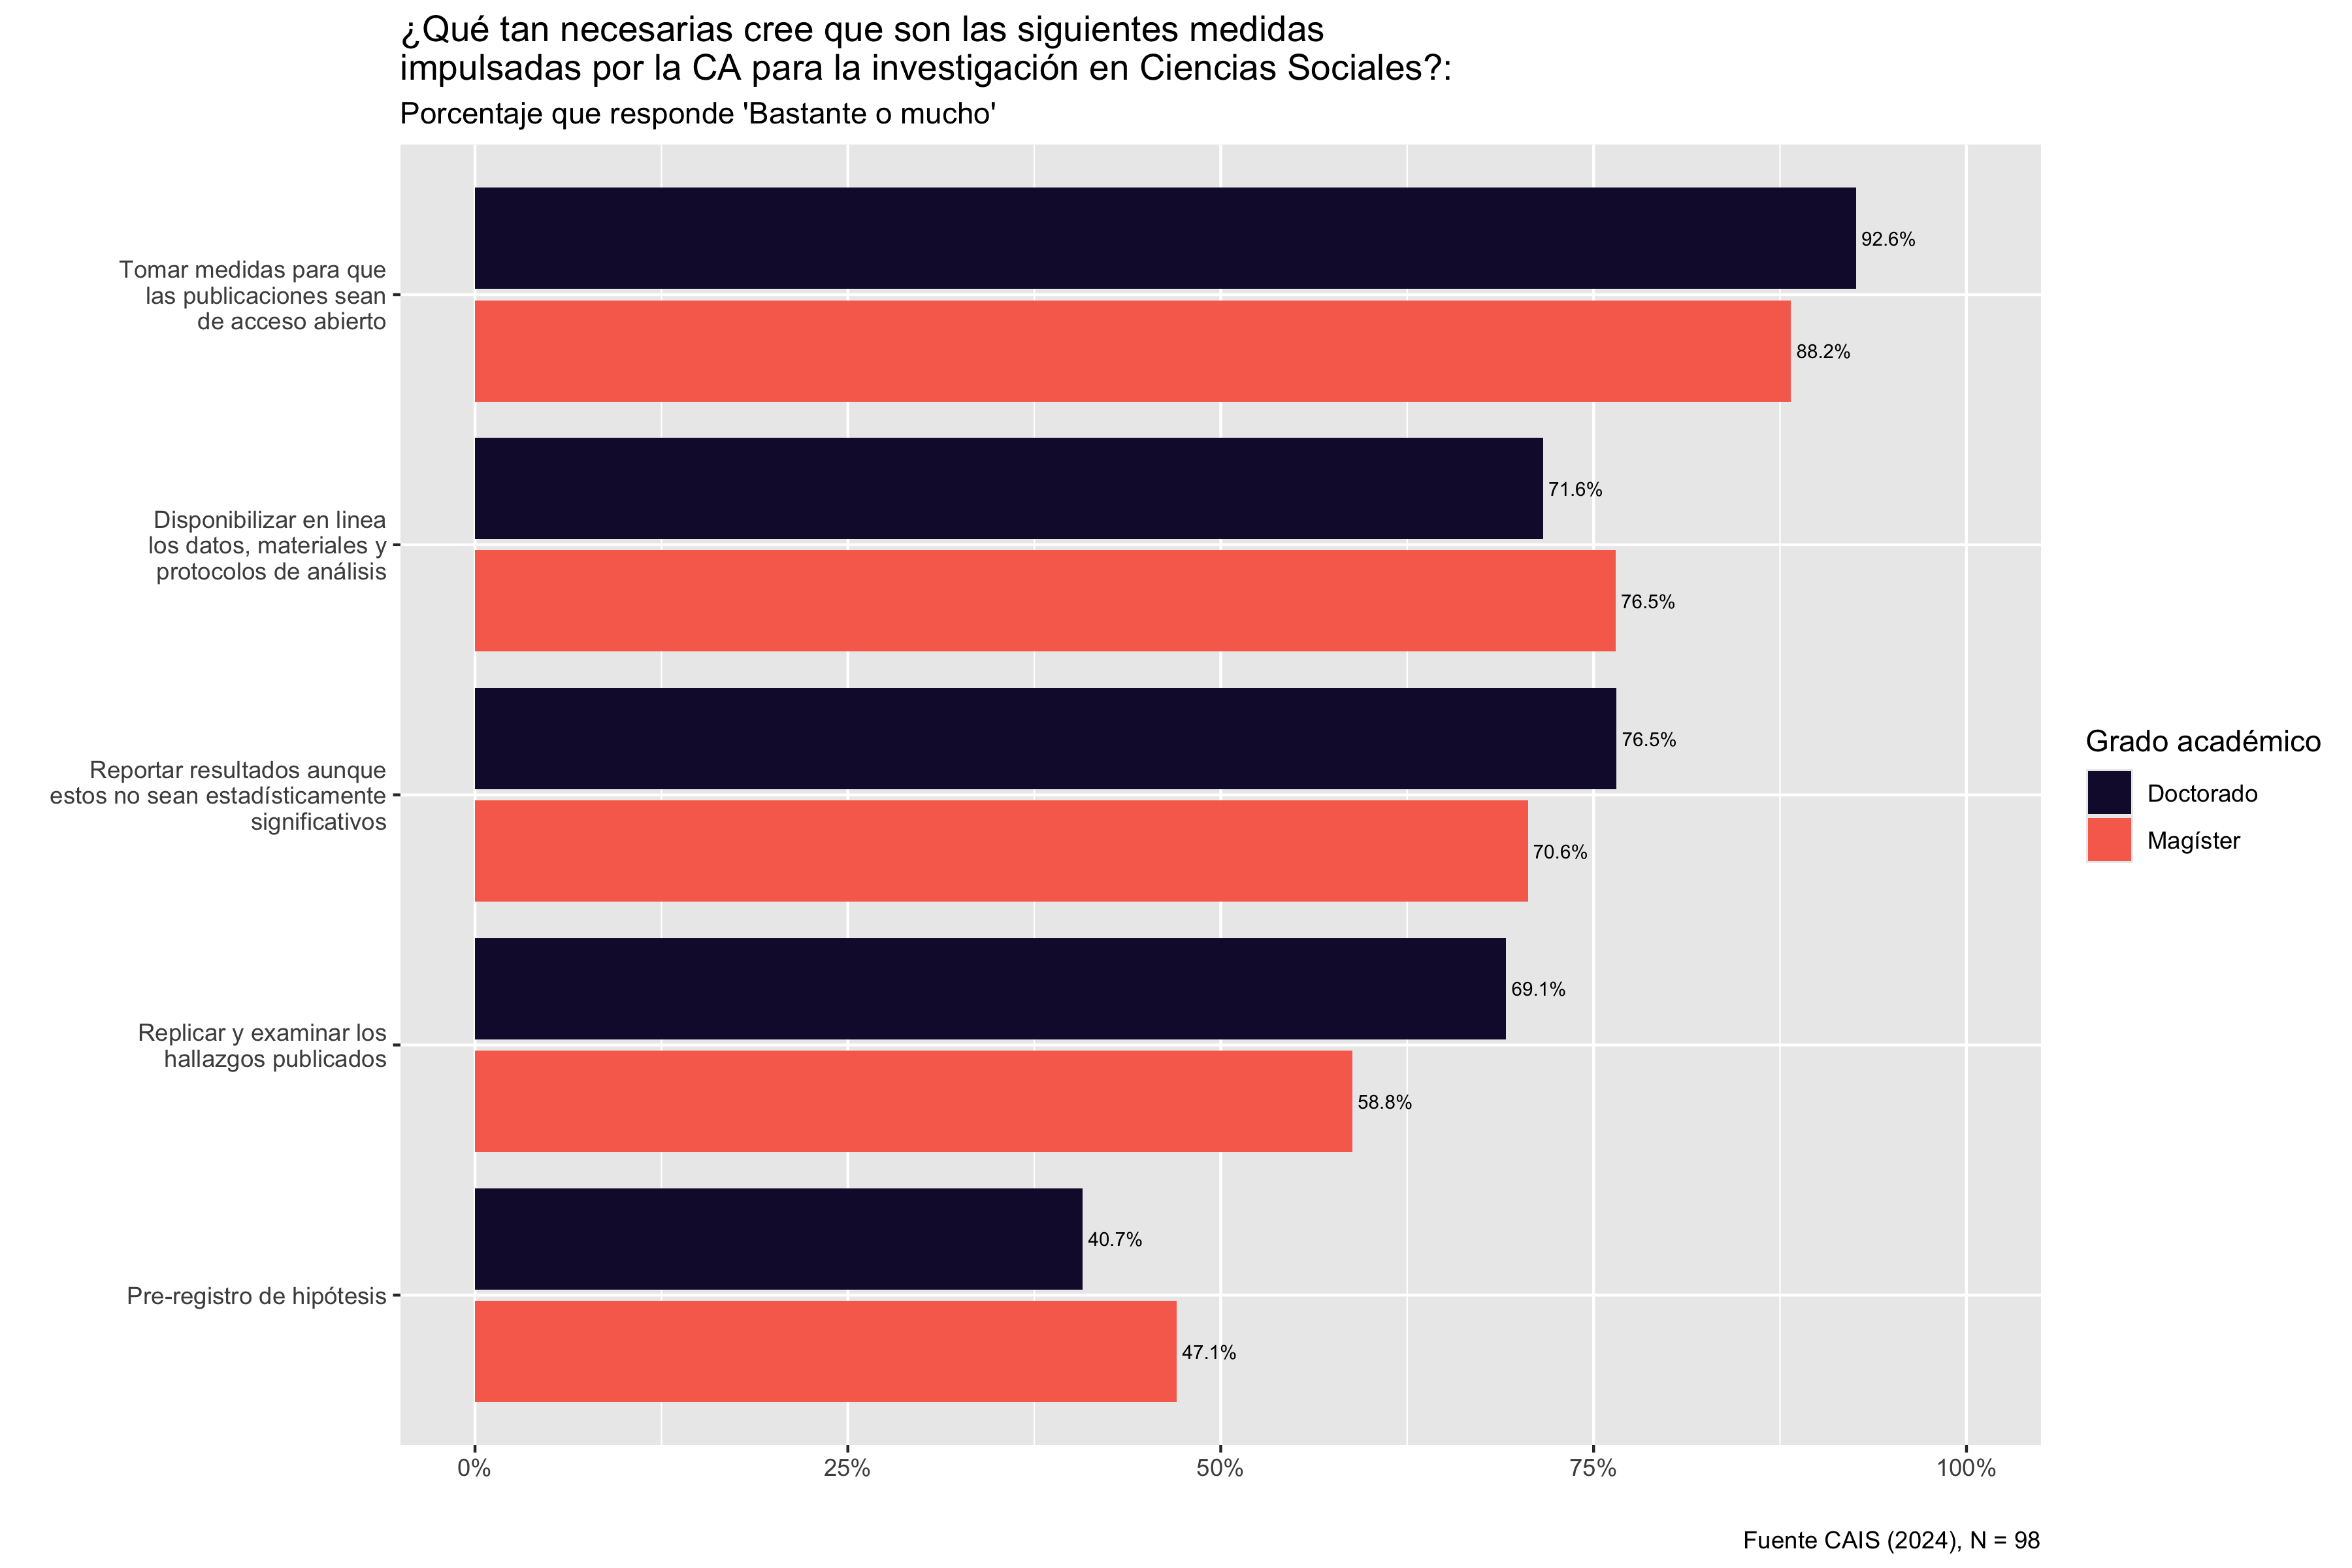 ¿Qué tan necesarias cree que son las siguientes medidas
impulsadas por la CA para la investigación en Ciencias Sociales?:
Porcentaje que responde 'Bastante o mucho'
Tomar medidas para que
las publicaciones sean
de acceso abierto
92.6%
88.2%
Disponibilizar en linea
los datos, materiales y
protocolos de análisis
71.6%
76.5%
Reportar resultados aunque
estos no sean estadísticamente
significativos
76.5%
70.6%
Replicar y examinar los
hallazgos publicados
69.1%
58.8%
Pre-registro de hipótesis
40.7%
47.1%
0%
25%
50%
75%
100%
Grado académico
Doctorado
Magíster
Fuente CAIS (2024), N = 98